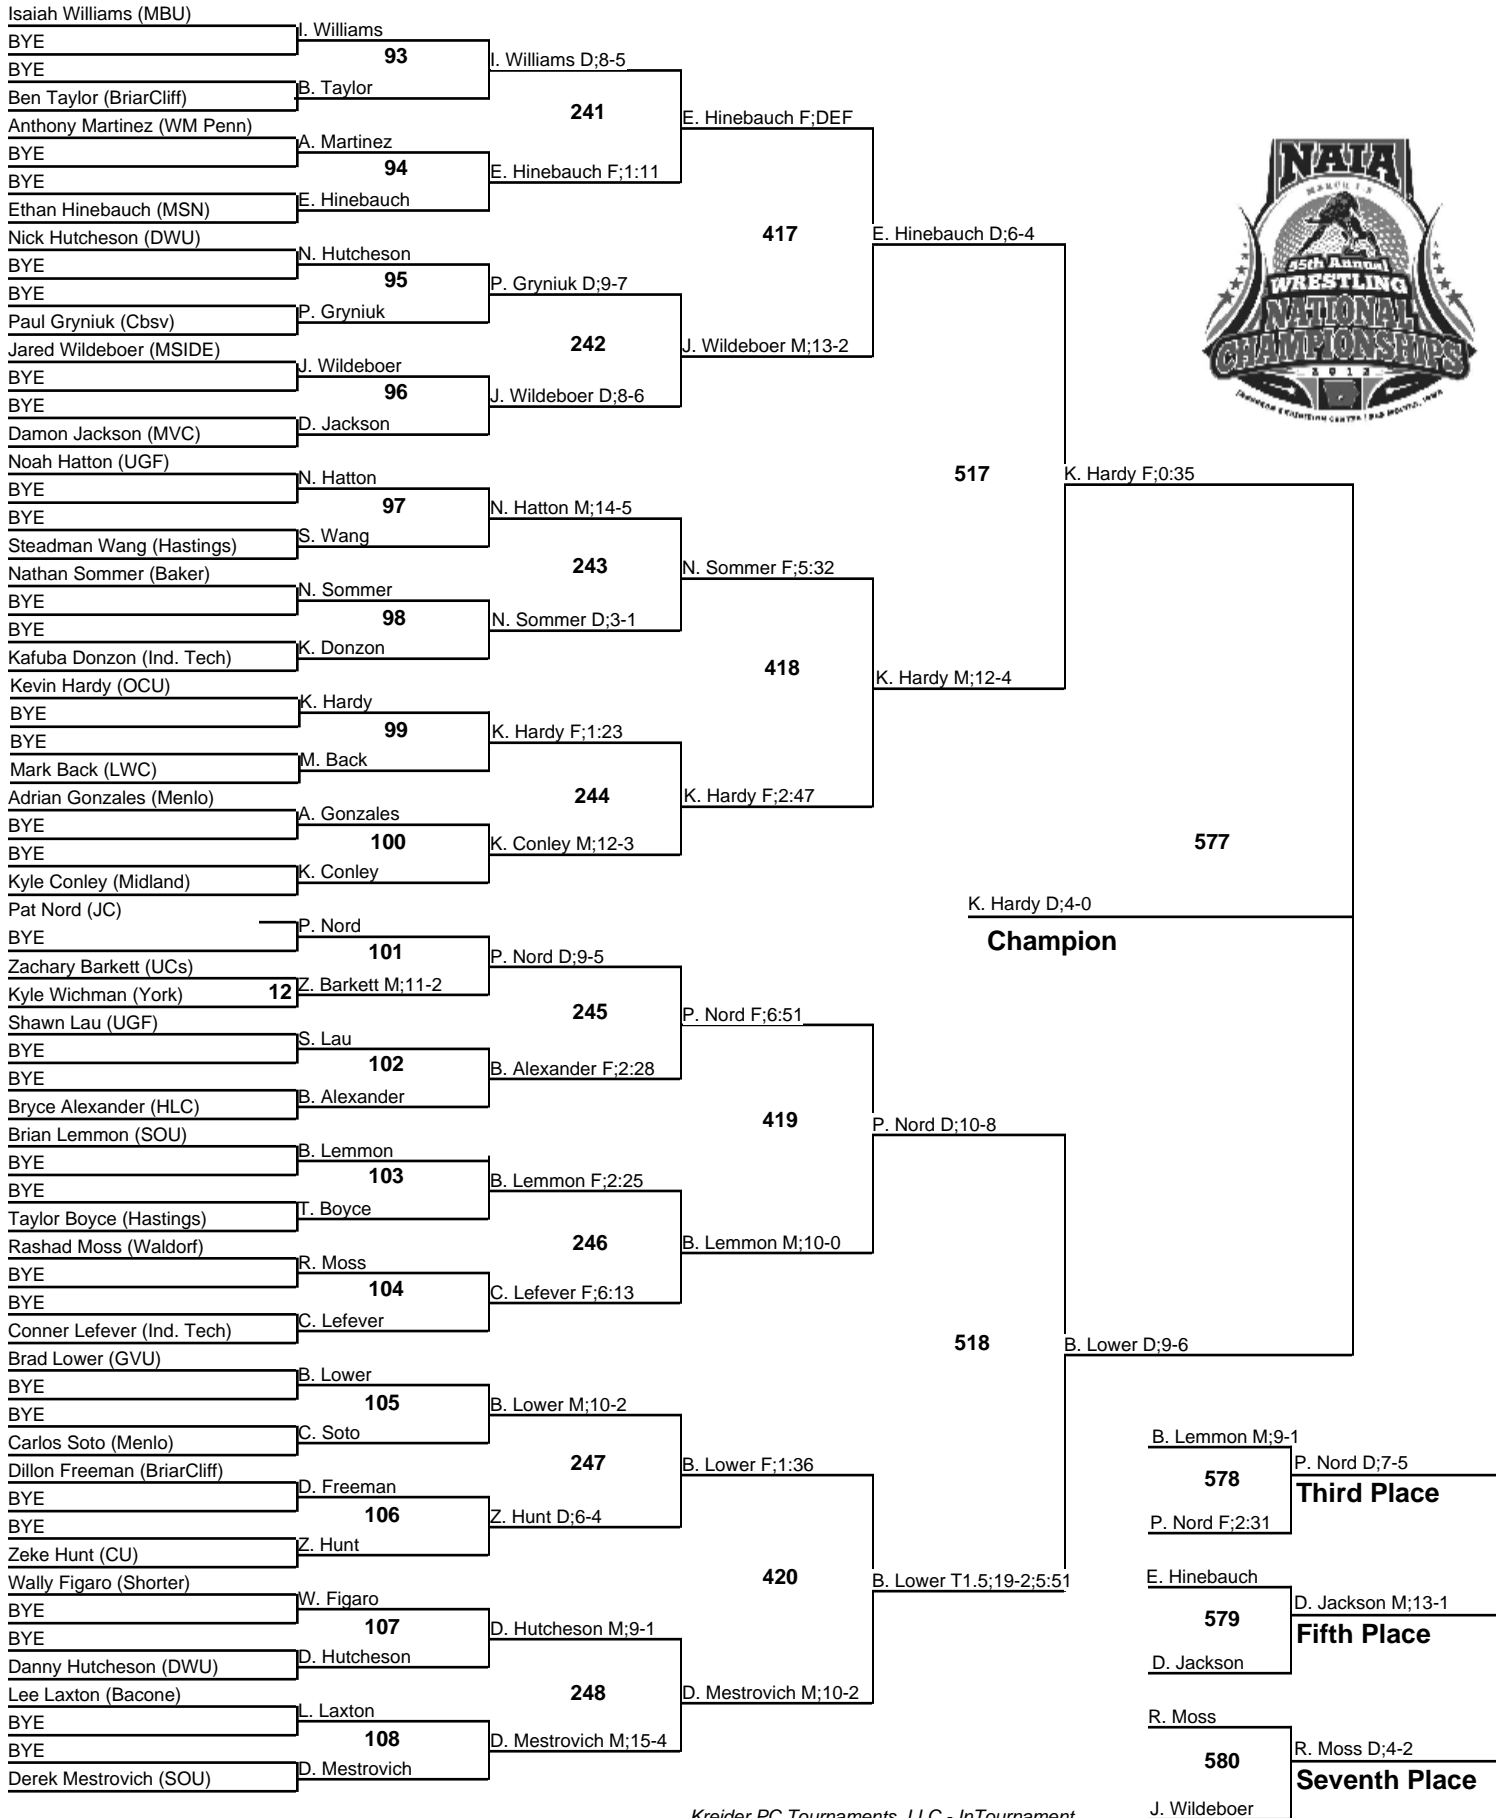 Isaiah Williams (MBU)
BYE
BYE
Ben Taylor (BriarCliff)
Anthony Martinez (WM Penn)
BYE
BYE
Ethan Hinebauch (MSN)
Nick Hutcheson (DWU)
BYE
BYE
Paul Gryniuk (Cbsv)
Jared Wildeboer (MSIDE)
BYE
BYE
Damon Jackson (MVC)
Noah Hatton (UGF)
BYE
BYE
Steadman Wang (Hastings)
Nathan Sommer (Baker)
BYE
BYE
Kafuba Donzon (Ind. Tech)
Kevin Hardy (OCU)
BYE
BYE
Mark Back (LWC)
Adrian Gonzales (Menlo)
BYE
BYE
Kyle Conley (Midland)
Pat Nord (JC)
BYE
Zachary Barkett (UCs)
Kyle Wichman (York)
12
Shawn Lau (UGF)
BYE
BYE
Bryce Alexander (HLC)
Brian Lemmon (SOU)
BYE
BYE
Taylor Boyce (Hastings)
Rashad Moss (Waldorf)
BYE
BYE
Conner Lefever (Ind. Tech)
Brad Lower (GVU)
BYE
BYE
Carlos Soto (Menlo)
Dillon Freeman (BriarCliff)
BYE
BYE
Zeke Hunt (CU)
Wally Figaro (Shorter)
BYE
BYE
Danny Hutcheson (DWU)
Lee Laxton (Bacone)
BYE
BYE
Derek Mestrovich (SOU)
I. Williams
93
B. Taylor
A. Martinez
94
E. Hinebauch
N. Hutcheson
95
P. Gryniuk
J. Wildeboer
96
D. Jackson
N. Hatton
97
S. Wang
N. Sommer
98
K. Donzon
K. Hardy
99
M. Back
A. Gonzales
100
K. Conley
P. Nord
101
Z. Barkett M;11-2
S. Lau
102
B. Alexander
B. Lemmon
103
T. Boyce
R. Moss
104
C. Lefever
B. Lower
105
C. Soto
D. Freeman
106
Z. Hunt
W. Figaro
107
D. Hutcheson
L. Laxton
108
D. Mestrovich
I. Williams D;8-5
241
E. Hinebauch F;1:11
P. Gryniuk D;9-7
242
J. Wildeboer D;8-6
N. Hatton M;14-5
243
N. Sommer D;3-1
K. Hardy F;1:23
244
K. Conley M;12-3
P. Nord D;9-5
245
B. Alexander F;2:28
B. Lemmon F;2:25
246
C. Lefever F;6:13
B. Lower M;10-2
247
Z. Hunt D;6-4
D. Hutcheson M;9-1
248
D. Mestrovich M;15-4
E. Hinebauch F;DEF
417
J. Wildeboer M;13-2
N. Sommer F;5:32
418
K. Hardy F;2:47
P. Nord F;6:51
419
B. Lemmon M;10-0
B. Lower F;1:36
420
D. Mestrovich M;10-2
E. Hinebauch D;6-4
517
K. Hardy M;12-4
P. Nord D;10-8
518
B. Lower T1.5;19-2;5:51
K. Hardy F;0:35
577
B. Lower D;9-6
K. Hardy D;4-0
Champion
B. Lemmon M;9-1
578
P. Nord F;2:31
P. Nord D;7-5
Third Place
E. Hinebauch
579
D. Jackson
D. Jackson M;13-1
Fifth Place
R. Moss
580
J. Wildeboer
R. Moss D;4-2
Seventh Place
NAIA
55th Annual
WRESTLING
NATIONAL
CHAMPIONSHIPS
2012
Kreider PC Tournaments, LLC - InTournament